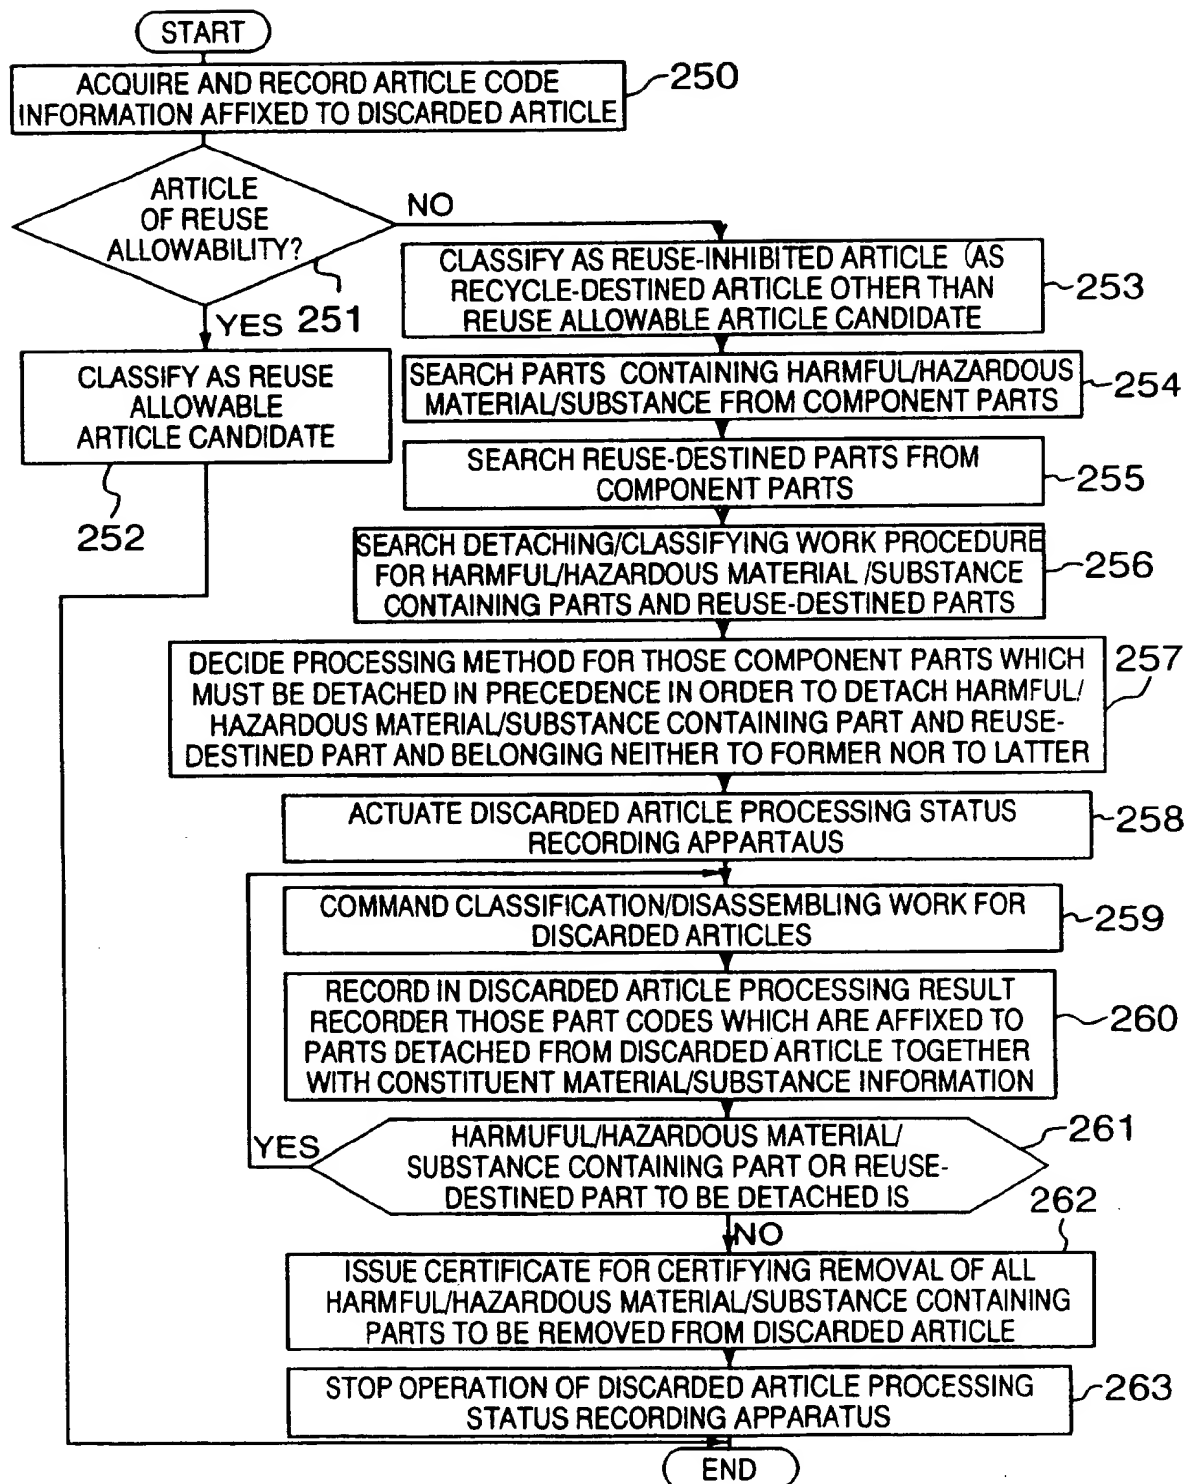 START
ACQUIRE AND RECORD ARTICLE CODE
INFORMATION AFFIXED TO DISCARDED ARTICLE
250
ARTICLE
OF REUSE
ALLOWABILITY?
251
NO
YES
CLASSIFY AS REUSE
ALLOWABLE
ARTICLE CANDIDATE
252
CLASSIFY AS REUSE-INHIBITED ARTICLE (AS
RECYCLE-DESTINED ARTICLE OTHER THAN
REUSE ALLOWABLE ARTICLE CANDIDATE
253
SEARCH PARTS CONTAINING HARMFUL/HAZARDOUS
MATERIAL/SUBSTANCE FROM COMPONENT PARTS
254
SEARCH REUSE-DESTINED PARTS FROM
COMPONENT PARTS
255
SEARCH DETACHING/CLASSIFYING WORK PROCEDURE
FOR HARMFUL/HAZARDOUS MATERIAL /SUBSTANCE
CONTAINING PARTS AND REUSE-DESTINED PARTS
256
DECIDE PROCESSING METHOD FOR THOSE COMPONENT PARTS WHICH
MUST BE DETACHED IN PRECEDENCE IN ORDER TO DETACH HARMFUL/
HAZARDOUS MATERIAL/SUBSTANCE CONTAINING PART AND REUSE-
DESTINED PART AND BELONGING NEITHER TO FORMER NOR TO LATTER
257
ACTUATE DISCARDED ARTICLE PROCESSING STATUS
RECORDING APPARTAUS
258
COMMAND CLASSIFICATION/DISASSEMBLING WORK FOR
DISCARDED ARTICLES
259
RECORD IN DISCARDED ARTICLE PROCESSING RESULT
RECORDER THOSE PART CODES WHICH ARE AFFIXED TO
PARTS DETACHED FROM DISCARDED ARTICLE TOGETHER
WITH CONSTITUENT MATERIAL/SUBSTANCE INFORMATION
260
YES
HARMUFUL/HAZARDOUS MATERIAL/
SUBSTANCE CONTAINING PART OR REUSE-
DESTINED PART TO BE DETACHED IS
261
NO
262
ISSUE CERTIFICATE FOR CERTIFYING REMOVAL OF ALL
HARMFUL/HAZARDOUS MATERIAL/SUBSTANCE CONTAINING
PARTS TO BE REMOVED FROM DISCARDED ARTICLE
STOP OPERATION OF DISCARDED ARTICLE PROCESSING
STATUS RECORDING APPARATUS
263
END